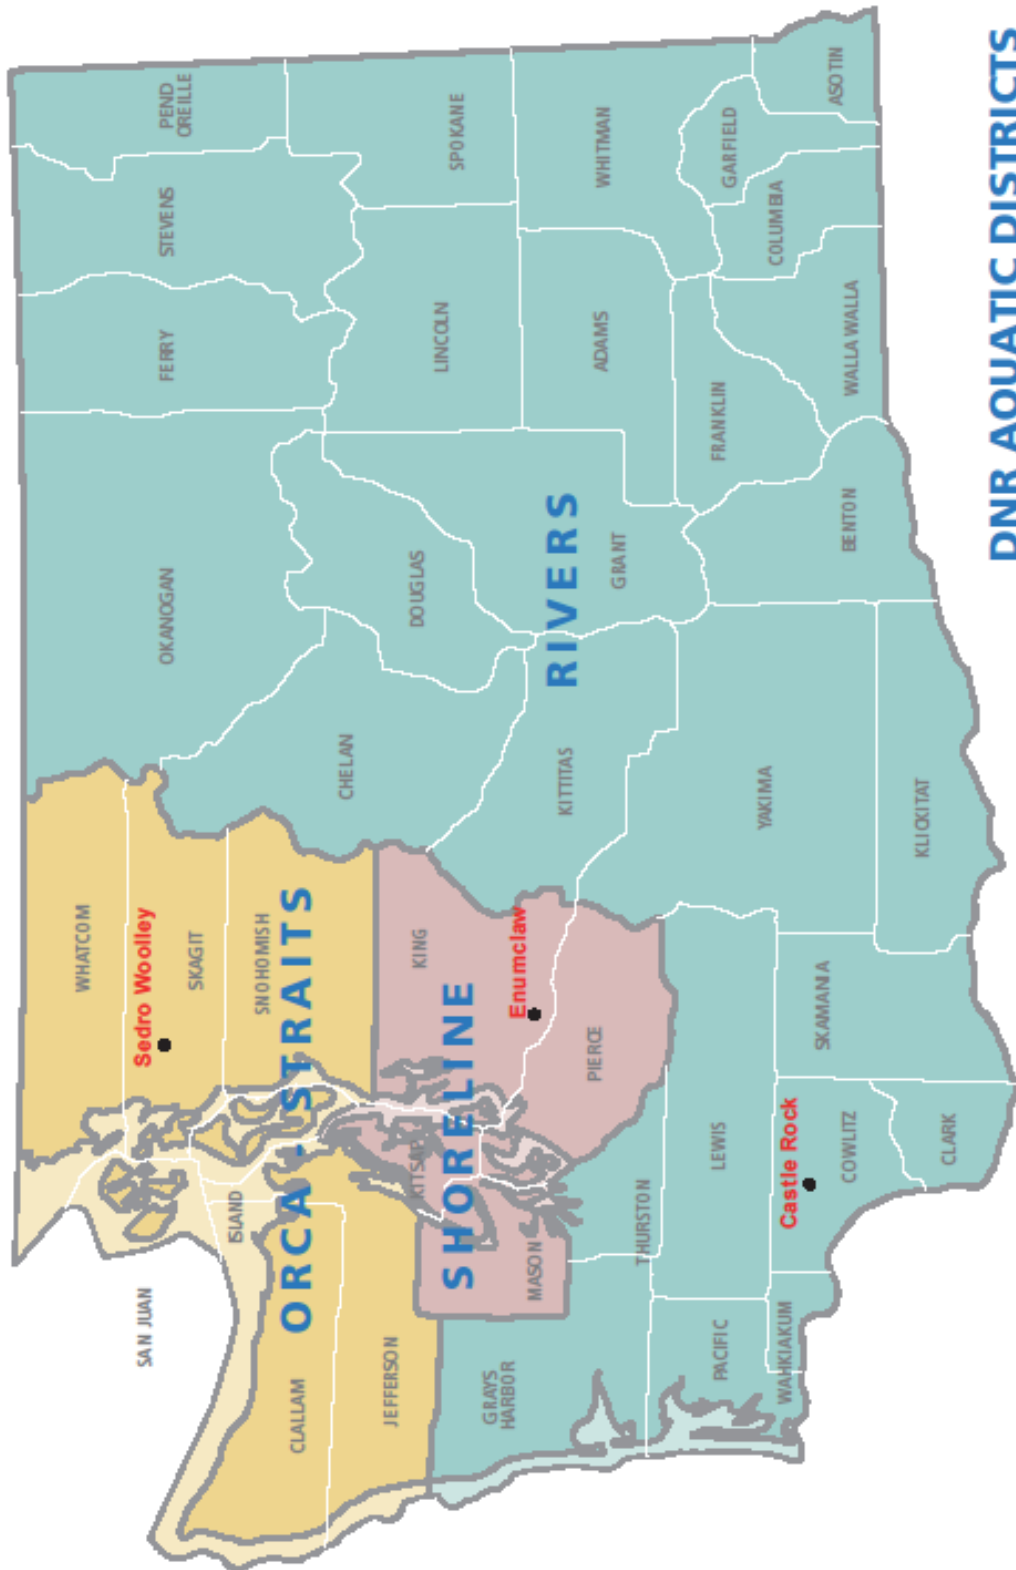 DNR AQUATIC DISTRICTS
ORCA - STRAITS
SHORELINE
RIVERS
SAN JUAN
WHATCOM
Sedro Woolley
SKAGIT
ISLAND
SNOHOMISH
CLALLAM
JEFFERSON
KITSAP
KING
Enumclaw
MASON
PIERCE
GRAYS
HARBOR
THURSTON
PACIFIC
LEWIS
WAHKIAKUM
Castle Rock
COWLITZ
SKAMANIA
CLARK
OKANOGAN
CHELAN
DOUGLAS
KITTITAS
GRANT
YAKIMA
KLICKITAT
BENTON
FERRY
STEVENS
PEND
OREILLE
LINCOLN
SPOKANE
ADAMS
WHITMAN
FRANKLIN
WALLA WALLA
COLUMBIA
GARFIELD
ASOTIN